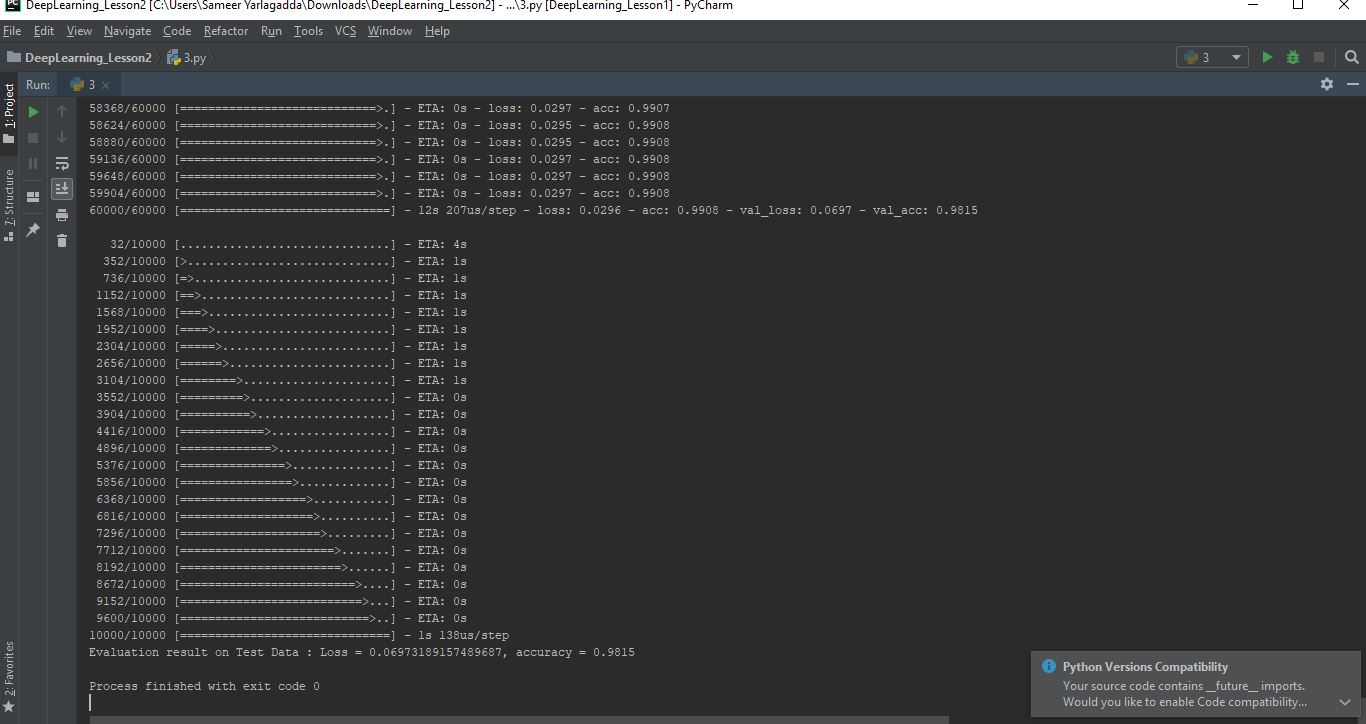 DeepLearning_Lesson2 [C:\Users\Sameer Yarlagadda\Downloads\DeepLearning_Lesson2] - ...\3.py [DeepLearning_Lesson1] - PyCharm
File Edit View Navigate Code Refactor Run Tools VCS Window Help
DeepLearning_Lesson2 3.py 3
Run: 3
1: Project
7: Structure
2: Favorites
58368/60000 [============================>.] - ETA: 0s - loss: 0.0297 - acc: 0.9907
58624/60000 [============================>.] - ETA: 0s - loss: 0.0295 - acc: 0.9908
58880/60000 [============================>.] - ETA: 0s - loss: 0.0295 - acc: 0.9908
59136/60000 [============================>.] - ETA: 0s - loss: 0.0297 - acc: 0.9908
59648/60000 [============================>.] - ETA: 0s - loss: 0.0297 - acc: 0.9908
59904/60000 [============================>.] - ETA: 0s - loss: 0.0297 - acc: 0.9908
60000/60000 [==============================] - 12s 207us/step - loss: 0.0296 - acc: 0.9908 - val_loss: 0.0697 - val_acc: 0.9815
32/10000 [..............................] - ETA: 4s
352/10000 [>.............................] - ETA: 1s
736/10000 [=>............................] - ETA: 1s
1152/10000 [==>...........................] - ETA: 1s
1568/10000 [===>..........................] - ETA: 1s
1952/10000 [====>.........................] - ETA: 1s
2304/10000 [=====>........................] - ETA: 1s
2656/10000 [======>.......................] - ETA: 1s
3104/10000 [========>.....................] - ETA: 1s
3552/10000 [=========>....................] - ETA: 0s
3904/10000 [==========>...................] - ETA: 0s
4416/10000 [============>.................] - ETA: 0s
4896/10000 [=============>................] - ETA: 0s
5376/10000 [===============>..............] - ETA: 0s
5856/10000 [================>.............] - ETA: 0s
6368/10000 [==================>...........] - ETA: 0s
6816/10000 [===================>..........] - ETA: 0s
7296/10000 [====================>.........] - ETA: 0s
7712/10000 [======================>.......] - ETA: 0s
8192/10000 [=======================>......] - ETA: 0s
8672/10000 [=========================>....] - ETA: 0s
9152/10000 [==========================>...] - ETA: 0s
9600/10000 [===========================>..] - ETA: 0s
10000/10000 [==============================] - 1s 138us/step
Evaluation result on Test Data : Loss = 0.06973189157489687, accuracy = 0.9815
Process finished with exit code 0
Python Versions Compatibility
Your source code contains __future__ imports.
Would you like to enable Code compatibility...